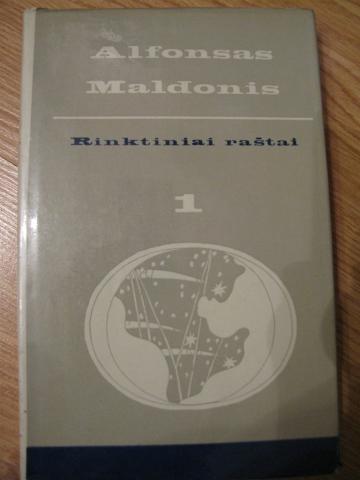 Alfonsas
Maldonis
Rinktiniai raštai
1